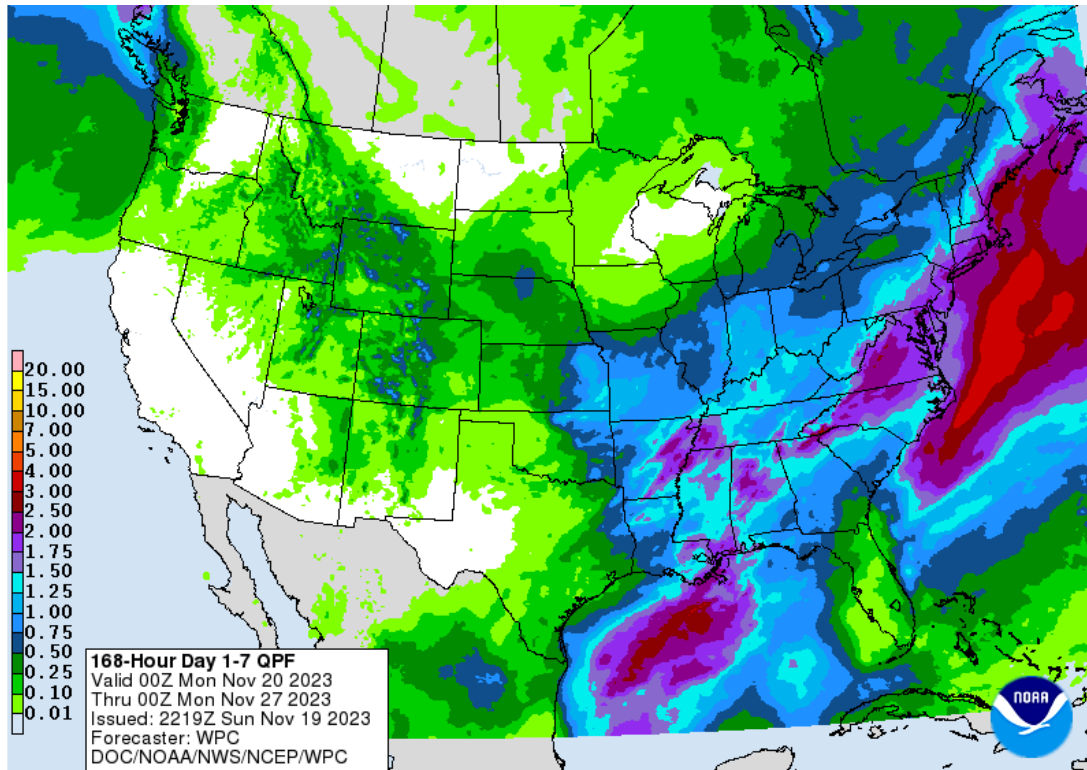 20.00
15.00
10.00
7.00
5.00
4.00
3.00
2.50
2.00
1.75
1.50
1.25
1.00
0.75
0.50
0.25
0.10
0.01
168-Hour Day 1-7 QPF
Valid 00Z Mon Nov 20 2023
Thru 00Z Mon Nov 27 2023
Issued: 2219Z Sun Nov 19 2023
Forecaster: WPC
DOC/NOAA/NWS/NCEP/WPC
NOAA